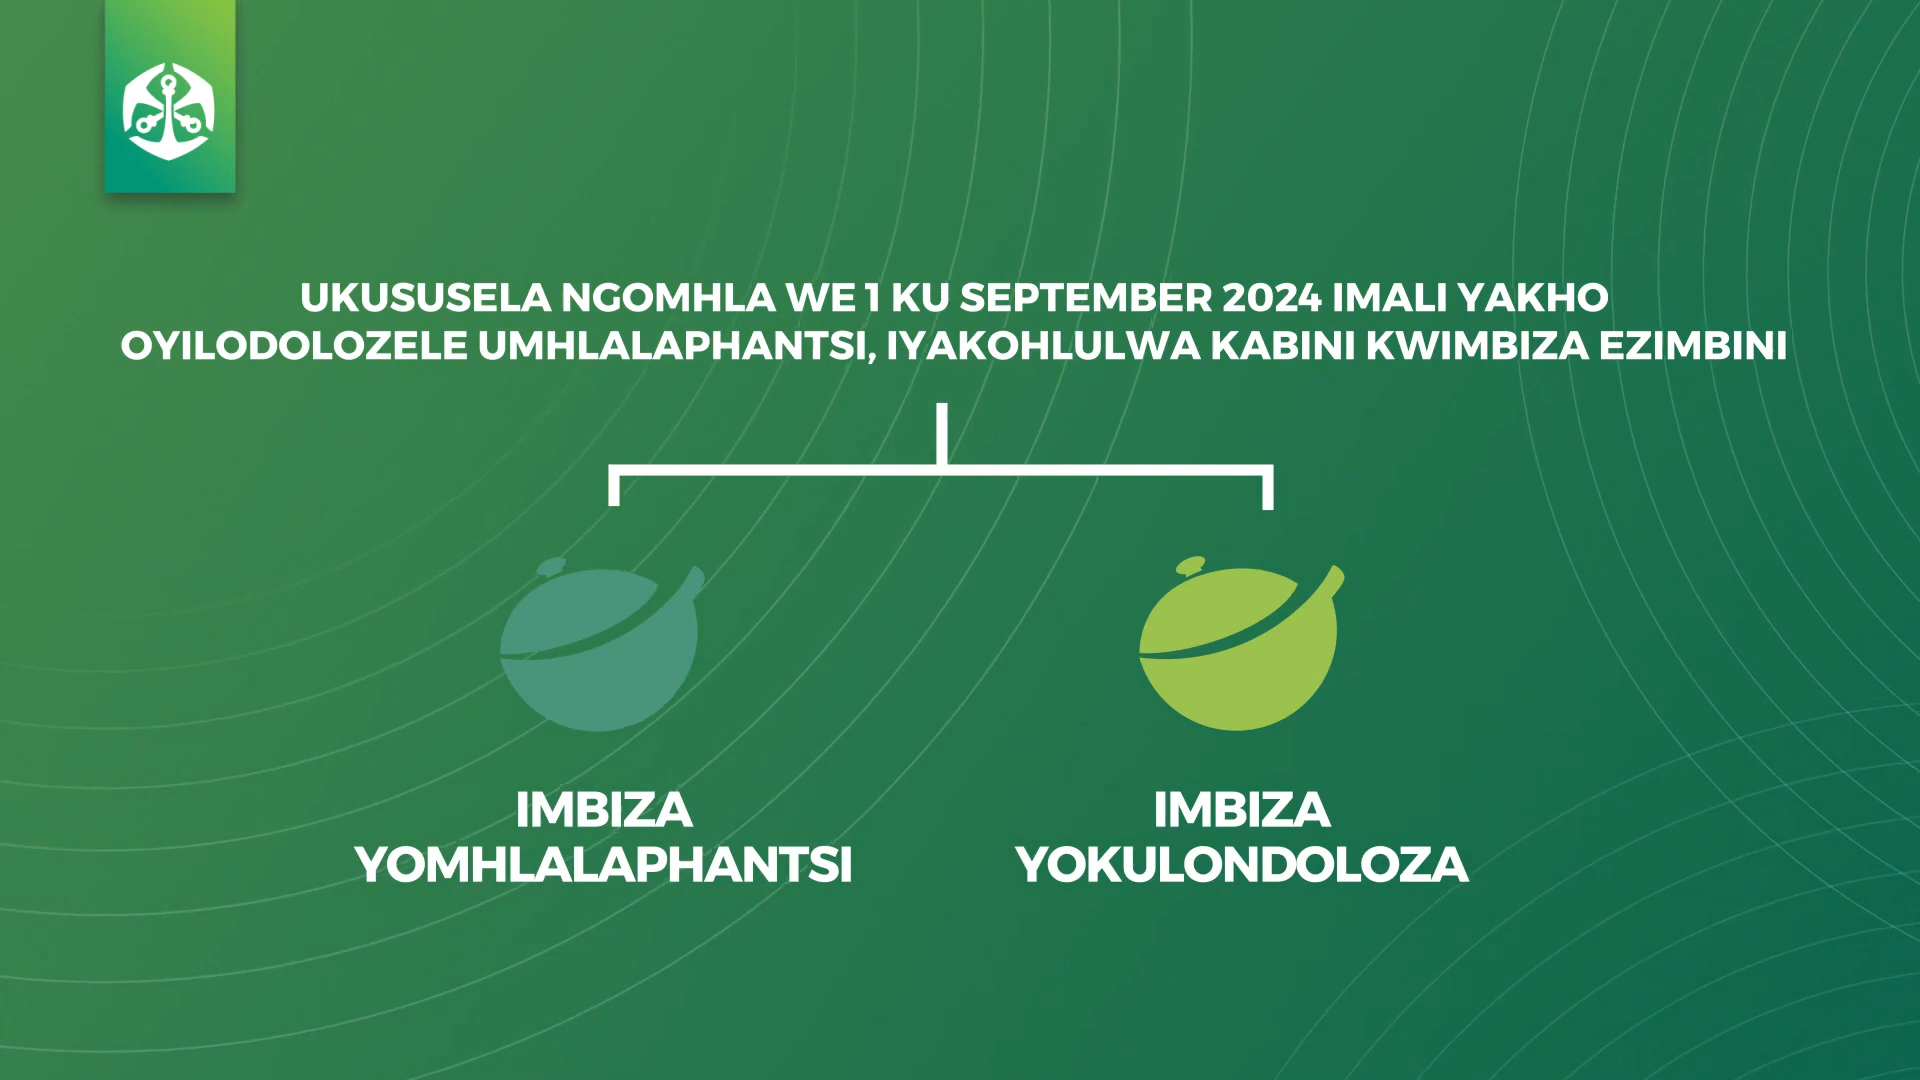 UKUSUSELA NGOMHLA WE 1 KU SEPTEMBER 2024 IMALI YAKHO
OYILODOLOZELE UMHLALAPHANTSI, IYAKOHLULWA KABINI KWIMBIZA EZIMBINI
IMBIZA
YOMHLALAPHANTSI
IMBIZA
YOKULONDOLOZA